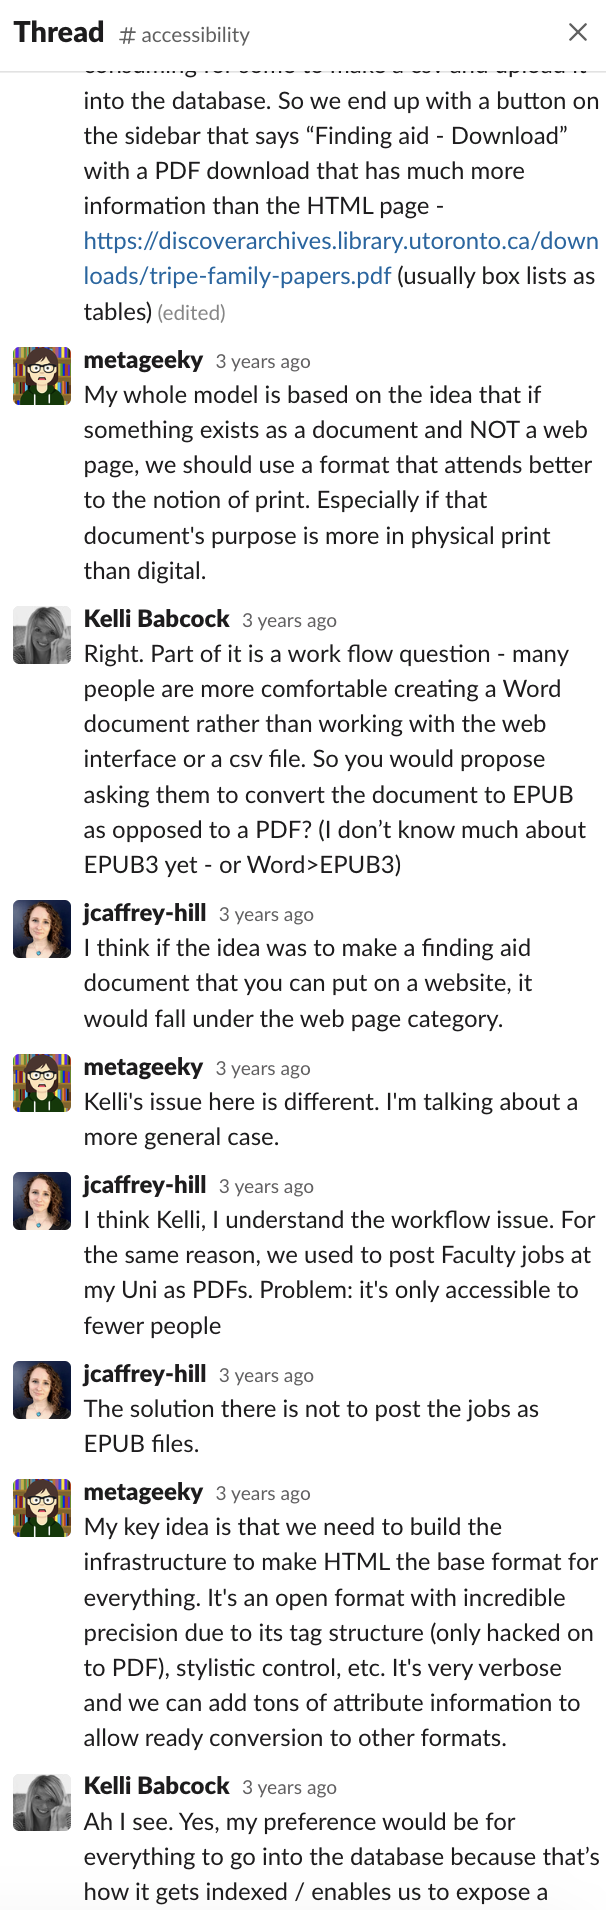 Thread # accessibility
consuming for some to make a csv and upload it
into the database. So we end up with a button on
the sidebar that says “Finding aid - Download”
with a PDF download that has much more
information than the HTML page -
https://discoverarchives.library.utoronto.ca/down
loads/tripe-family-papers.pdf (usually box lists as
tables) (edited)
metageeky 3 years ago
My whole model is based on the idea that if
something exists as a document and NOT a web
page, we should use a format that attends better
to the notion of print. Especially if that
document's purpose is more in physical print
than digital.
Kelli Babcock 3 years ago
Right. Part of it is a work flow question - many
people are more comfortable creating a Word
document rather than working with the web
interface or a csv file. So you would propose
asking them to convert the document to EPUB
as opposed to a PDF? (I don’t know much about
EPUB3 yet - or Word>EPUB3)
jcaffrey-hill 3 years ago
I think if the idea was to make a finding aid
document that you can put on a website, it
would fall under the web page category.
metageeky 3 years ago
Kelli's issue here is different. I'm talking about a
more general case.
jcaffrey-hill 3 years ago
I think Kelli, I understand the workflow issue. For
the same reason, we used to post Faculty jobs at
my Uni as PDFs. Problem: it's only accessible to
fewer people
jcaffrey-hill 3 years ago
The solution there is not to post the jobs as
EPUB files.
metageeky 3 years ago
My key idea is that we need to build the
infrastructure to make HTML the base format for
everything. It's an open format with incredible
precision due to its tag structure (only hacked on
to PDF), stylistic control, etc. It's very verbose
and we can add tons of attribute information to
allow ready conversion to other formats.
Kelli Babcock 3 years ago
Ah I see. Yes, my preference would be for
everything to go into the database because that’s
how it gets indexed / enables us to expose a